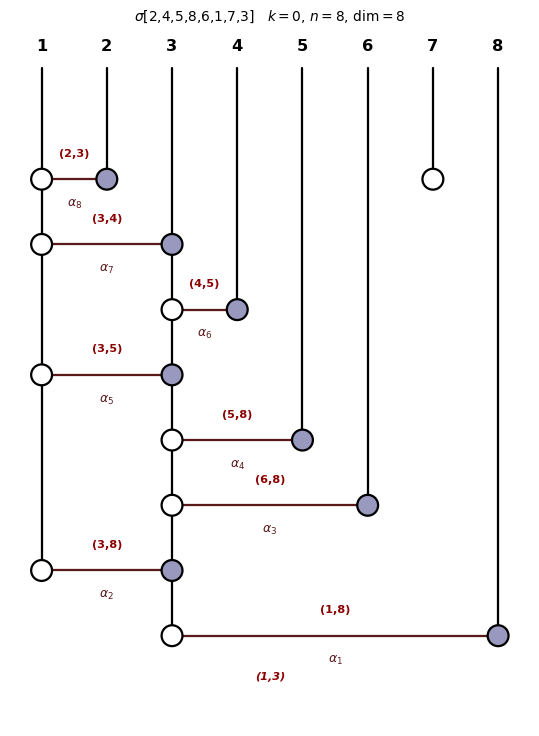 σ[2,4,5,8,6,1,7,3] k=0, n=8, dim=8
1 2 3 4 5 6 7 8
(2,3)
α₈
(3,4)
α₇
(4,5)
α₆
(3,5)
α₅
(5,8)
α₄
(6,8)
α₃
(3,8)
α₂
(1,8)
α₁
(1,3)